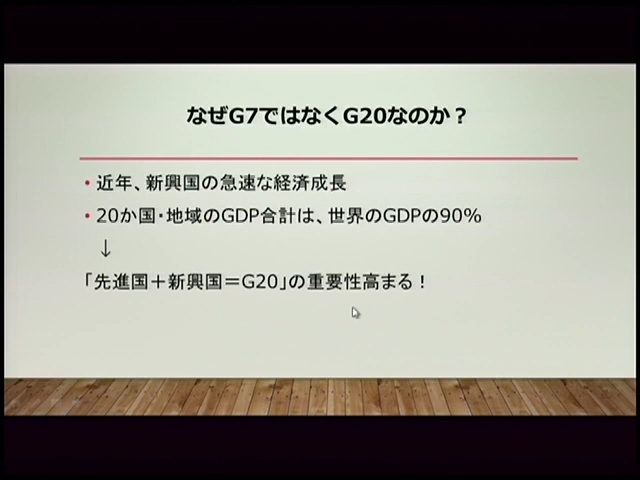 なぜG7ではなくG20なのか？
・近年、新興国の急速な経済成長
・20か国・地域のGDP合計は、世界のGDPの90%
↓
「先進国＋新興国＝G20」の重要性高まる！